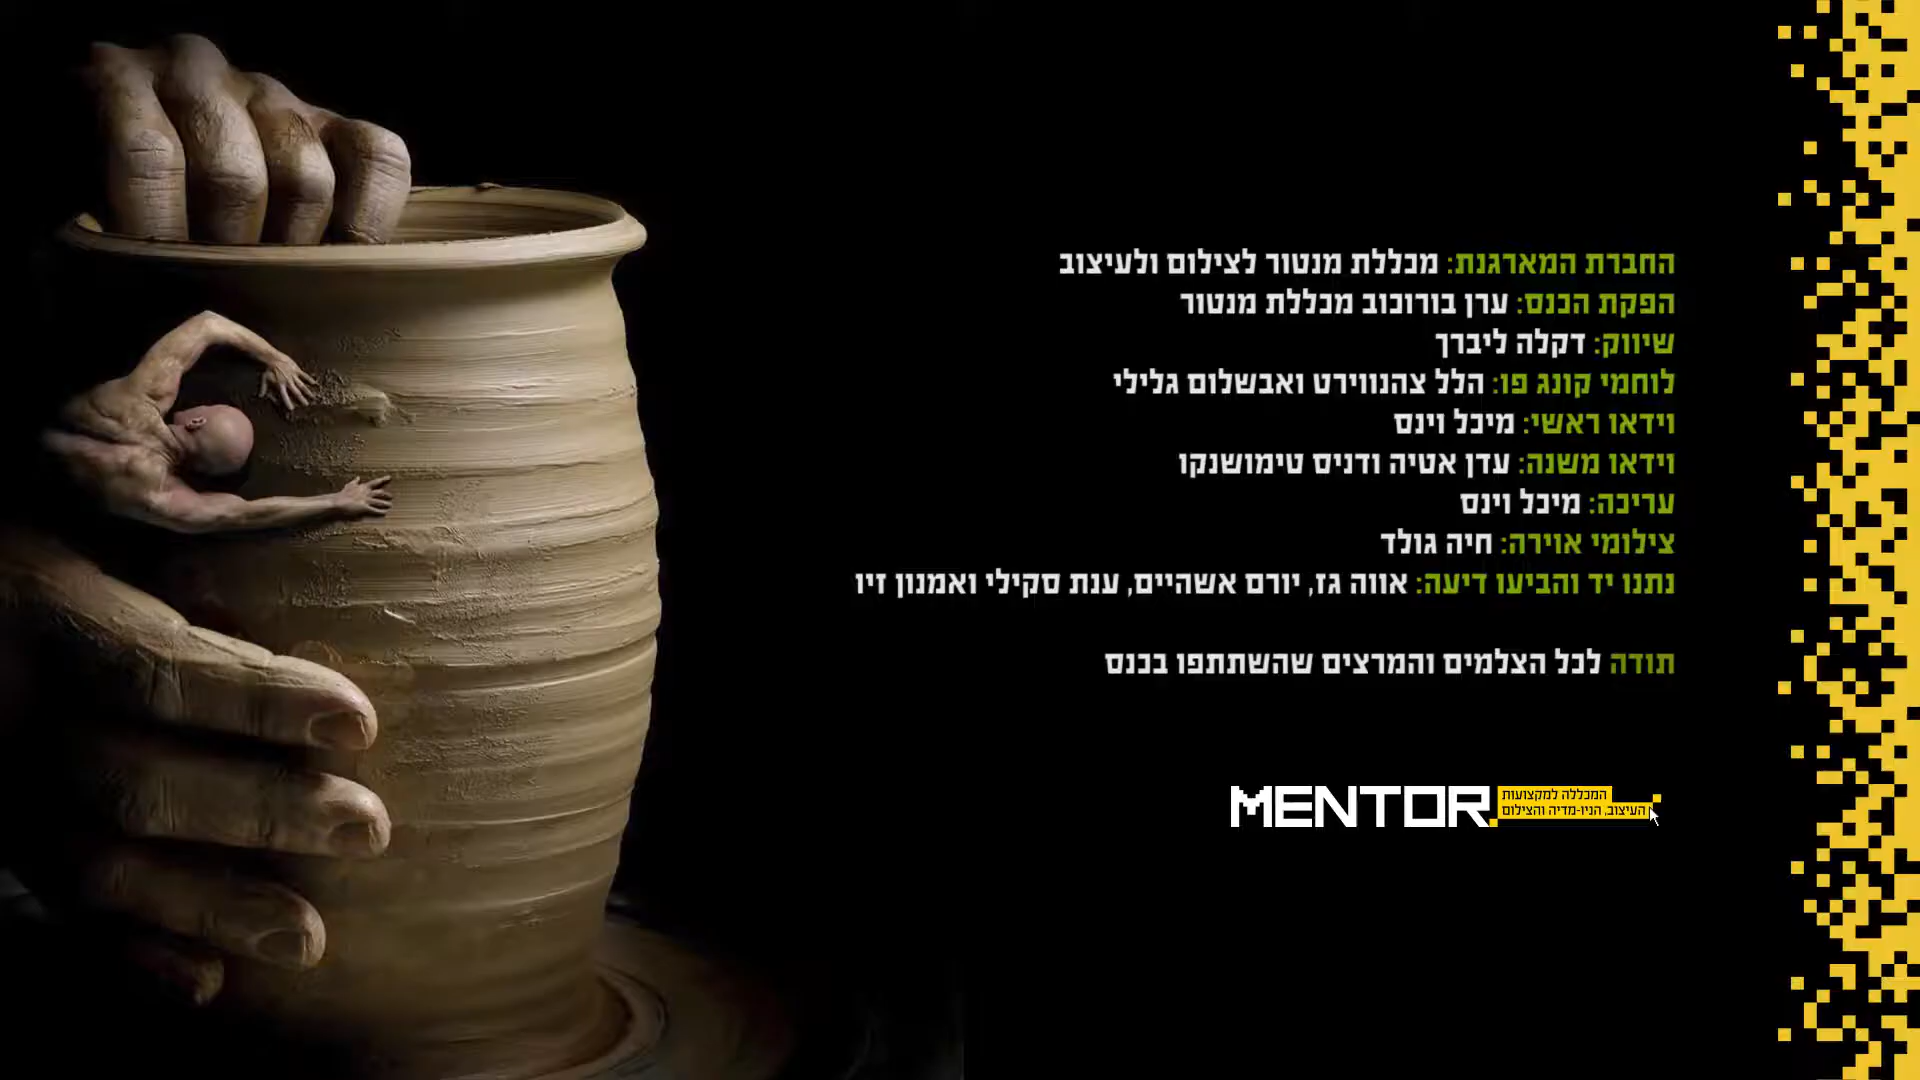 החברת המארגנת: מכללת מנטור לצילום ולעיצוב
הפקת הכנס: ערן בורוכוב מכללת מנטור
שיווק: דקלה ליברך
לוחמי קונג פו: הלל צהנווירט ואבשלום גלילי
וידאו ראשי: מיכל וינס
וידאו משנה: עדן אטיה ודניס טימושנקו
עריכה: מיכל וינס
צילומי אוירה: חיה גולד
נתנו יד והביעו דיעה: אווה גז, יורם אשהיים, ענת סקילי ואמנון זיו
תודה לכל הצלמים והמרצים שהשתתפו בכנס
MENTOR.
המכללה למקצועות
העיצוב, הניו-מדיה והצילום